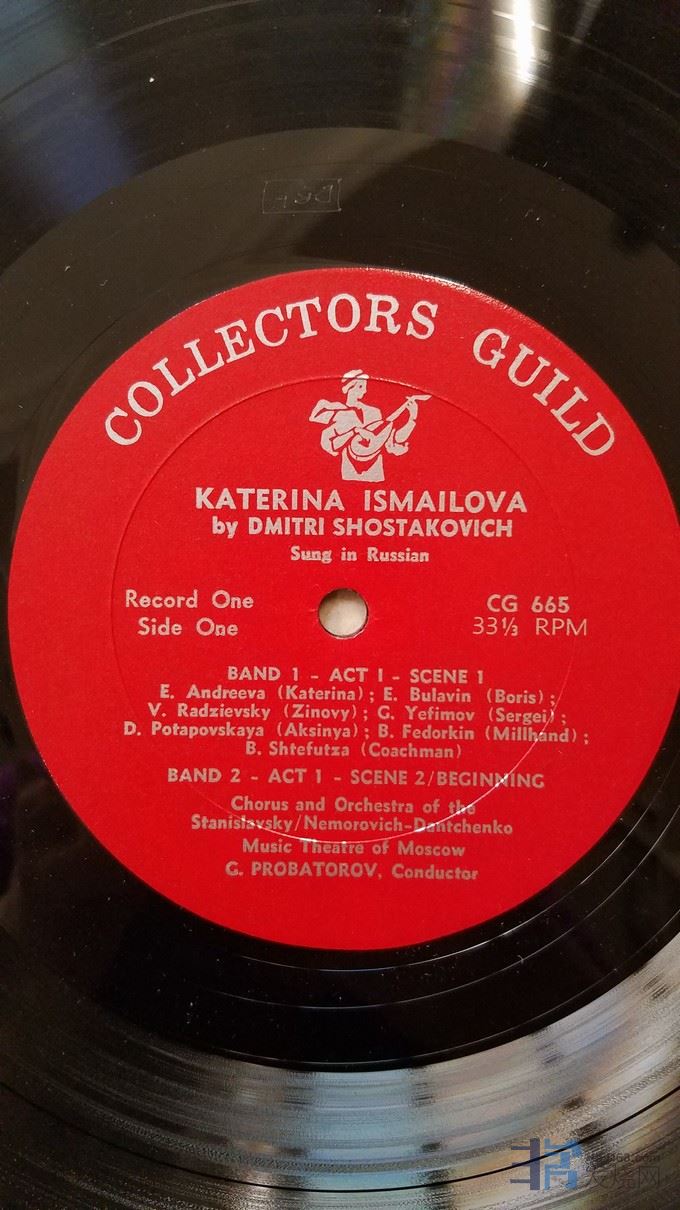 COLLECTORS GUILD
KATERINA ISMAILOVA
by DMITRI SHOSTAKOVICH
Sung in Russian
Record One
Side One
CG 665
33⅓ RPM
BAND 1 - ACT I - SCENE 1
E. Andreeva (Katerina); E. Bulavin (Boris);
V. Radzievsky (Zinovy); G. Yefimov (Sergei);
D. Potapovskaya (Aksinya); B. Fedorkin (Millhand);
B. Shtefutza (Coachman)
BAND 2 - ACT 1 - SCENE 2/BEGINNING
Chorus and Orchestra of the
Stanislavsky/Nemorovich-Dantchenko
Music Theatre of Moscow
G. PROBATOROV, Conductor